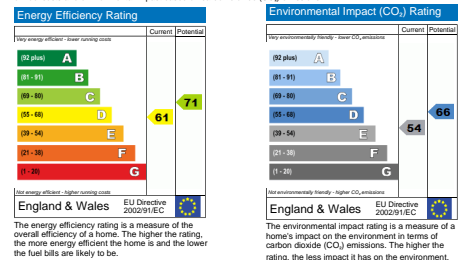 Energy Efficiency Rating
Current Potential
Very energy efficient - lower running costs
(92 plus) A
(81 - 91) B
(69 - 80) C
71
(55 - 68) D
61
(39 - 54) E
(21 - 38) F
(1 - 20) G
Not energy efficient - higher running costs
England & Wales
EU Directive
2002/91/EC
The energy efficiency rating is a measure of the
overall efficiency of a home. The higher the rating,
the more energy efficient the home is and the lower
the fuel bills are likely to be.
Environmental Impact (CO₂) Rating
Current Potential
Very environmentally friendly - lower CO₂ emissions
(92 plus) A
(81 - 91) B
(69 - 80) C
(55 - 68) D
66
(39 - 54) E
54
(21 - 38) F
(1 - 20) G
Not environmentally friendly - higher CO₂ emissions
England & Wales
EU Directive
2002/91/EC
The environmental impact rating is a measure of a
home's impact on the environment in terms of
carbon dioxide (CO₂) emissions. The higher the
rating, the less impact it has on the environment.